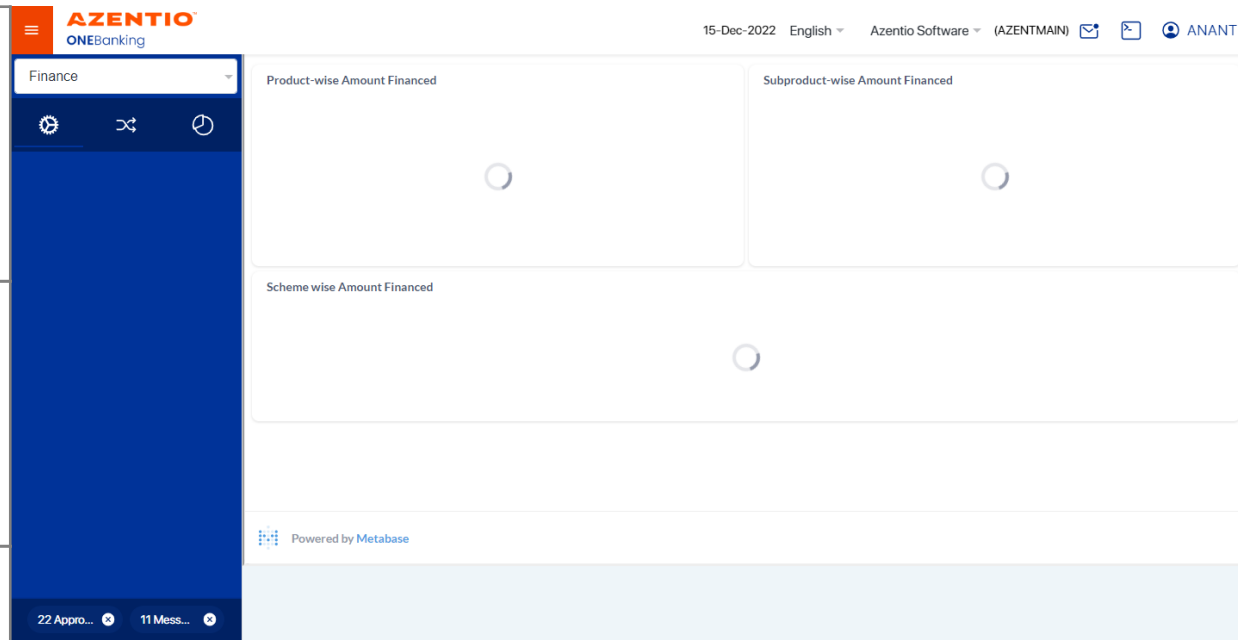 AZENTIO™
ONEBanking
15-Dec-2022 English Azentio Software (AZENTMAIN) ANANT
Finance
Product-wise Amount Financed
Subproduct-wise Amount Financed
Scheme wise Amount Financed
Powered by Metabase
22 Appro... 11 Mess...